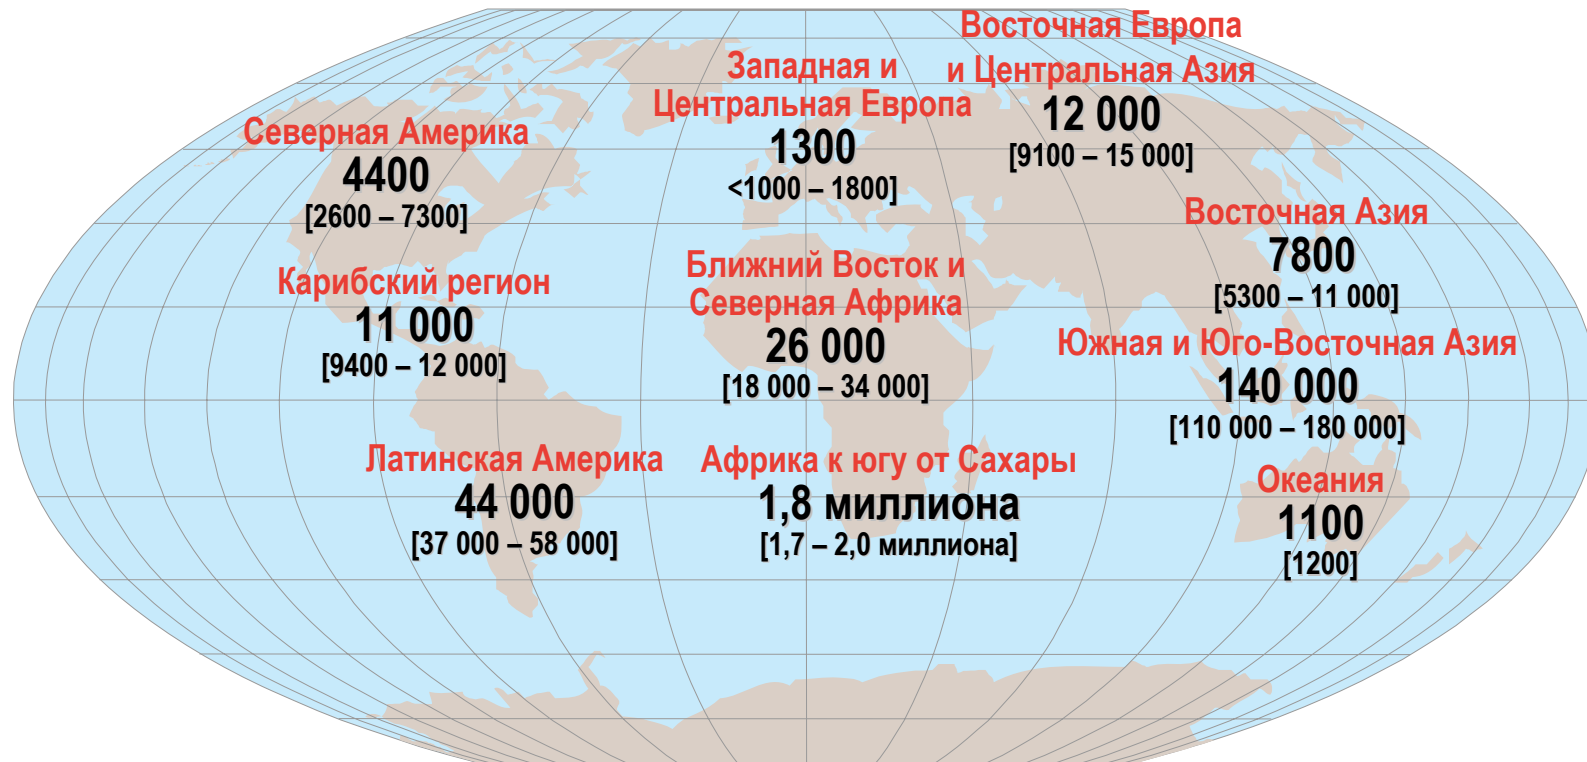 Восточная Европа
и Центральная Азия
12 000
[9100 – 15 000]
Западная и
Центральная Европа
1300
<1000 – 1800]
Северная Америка
4400
[2600 – 7300]
Восточная Азия
7800
[5300 – 11 000]
Карибский регион
11 000
[9400 – 12 000]
Ближний Восток и
Северная Африка
26 000
[18 000 – 34 000]
Южная и Юго-Восточная Азия
140 000
[110 000 – 180 000]
Латинская Америка
44 000
[37 000 – 58 000]
Африка к югу от Сахары
1,8 миллиона
[1,7 – 2,0 миллиона]
Океания
1100
[1200]